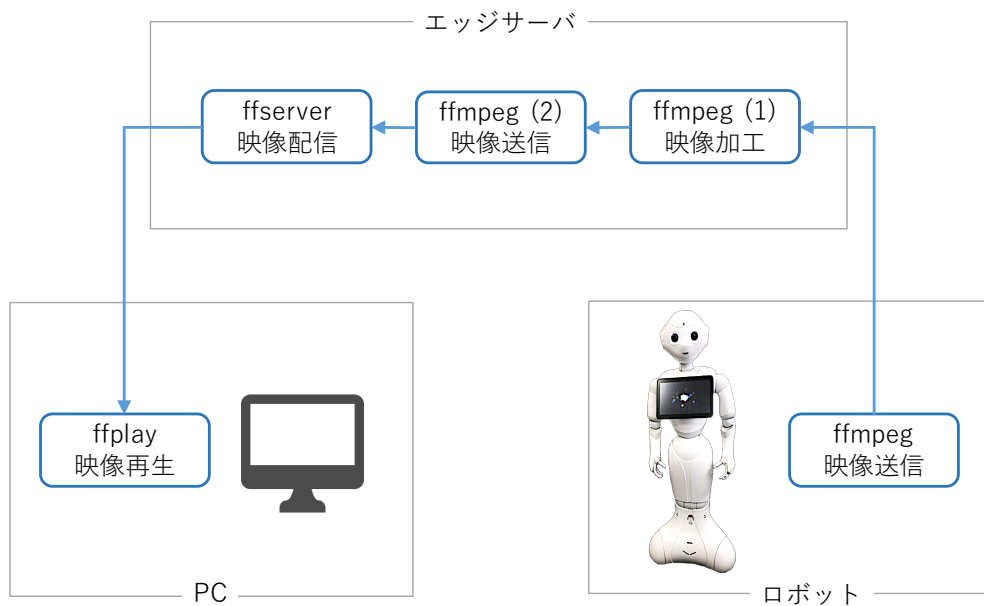 エッジサーバ
ffserver
映像配信
ffmpeg (2)
映像送信
ffmpeg (1)
映像加工
ffplay
映像再生
PC
ffmpeg
映像送信
ロボット